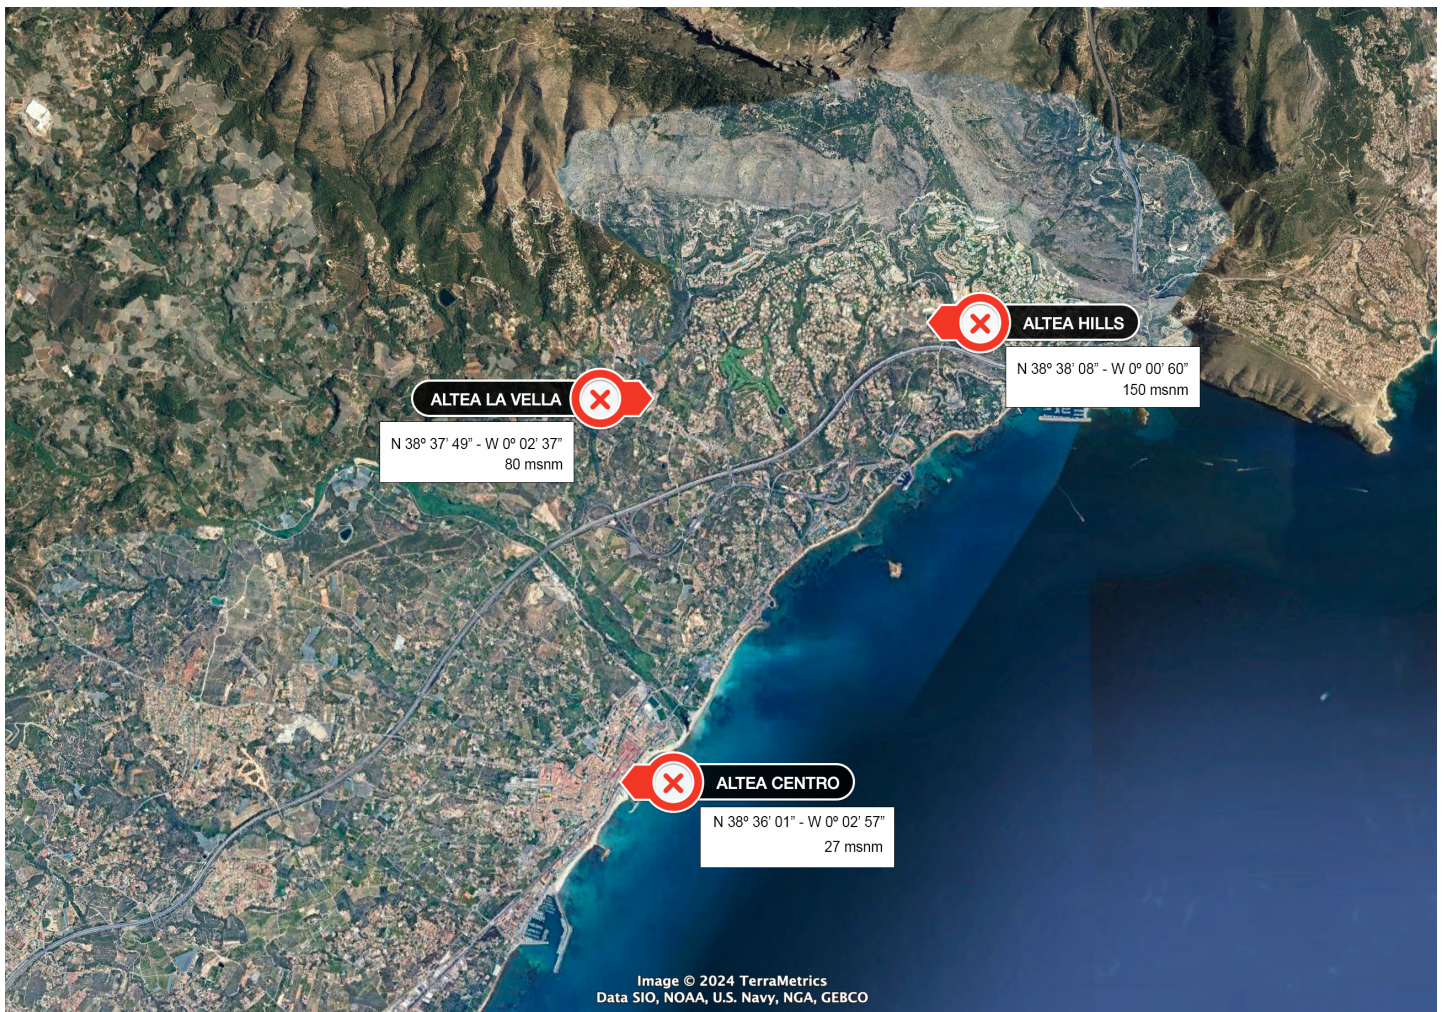 ALTEA HILLS
N 38º 38’ 08” - W 0º 00’ 60”
150 msnm
ALTEA LA VELLA
N 38º 37’ 49” - W 0º 02’ 37”
80 msnm
ALTEA CENTRO
N 38º 36’ 01” - W 0º 02’ 57”
27 msnm
Image © 2024 TerraMetrics
Data SIO, NOAA, U.S. Navy, NGA, GEBCO